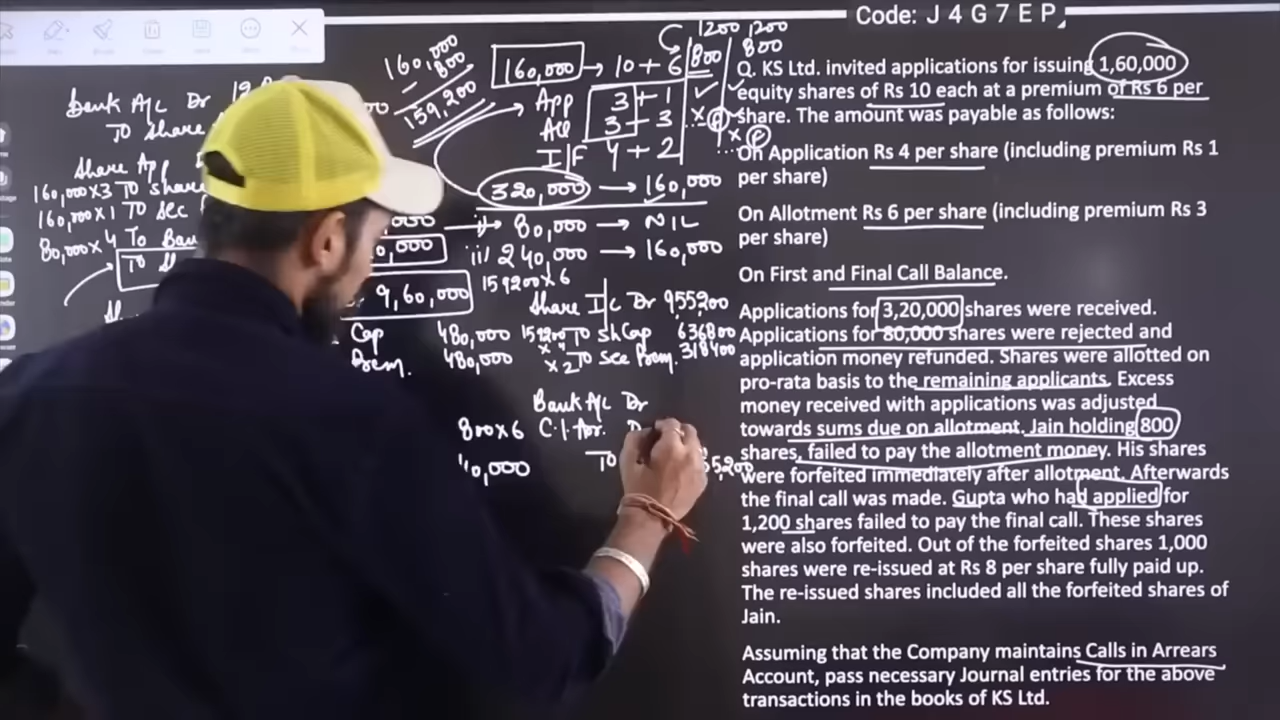 Code: J 4 G 7 E P
Q. KS Ltd. invited applications for issuing 1,60,000
equity shares of Rs 10 each at a premium of Rs 6 per
share. The amount was payable as follows:
On Application Rs 4 per share (including premium Rs 1
per share)
On Allotment Rs 6 per share (including premium Rs 3
per share)
On First and Final Call Balance.
Applications for 3,20,000 shares were received.
Applications for 80,000 shares were rejected and
application money refunded. Shares were allotted on
pro-rata basis to the remaining applicants. Excess
money received with applications was adjusted
towards sums due on allotment. Jain holding 800
shares, failed to pay the allotment money. His shares
were forfeited immediately after allotment. Afterwards
the final call was made. Gupta who had applied for
1,200 shares failed to pay the final call. These shares
were also forfeited. Out of the forfeited shares 1,000
shares were re-issued at Rs 8 per share fully paid up.
The re-issued shares included all the forfeited shares of
Jain.
Assuming that the Company maintains Calls in Arrears
Account, pass necessary Journal entries for the above
transactions in the books of KS Ltd.
1200 1,200
160,000 → 10 + 6 800 800
160,000
- 800
159,200
App 3 + 1
All 3 - 3
I|F 4 + 2
320,000 → 160,000
i) 80,000 → NIL
ii) 240,000 → 160,000
Bank A/c Dr
To Share
Share App
160,000×3 To share
160,000×1 To Sec
80,000×4 To Ban
9,60,000
Cap 480,000
Prem. 480,000
159200×6
Share I|C Dr 955200
159200 × 4 To Sh Cap 636800
× 2 To Sec Prem. 318400
Bank A/c Dr
800×6 C.I.Arr.
To